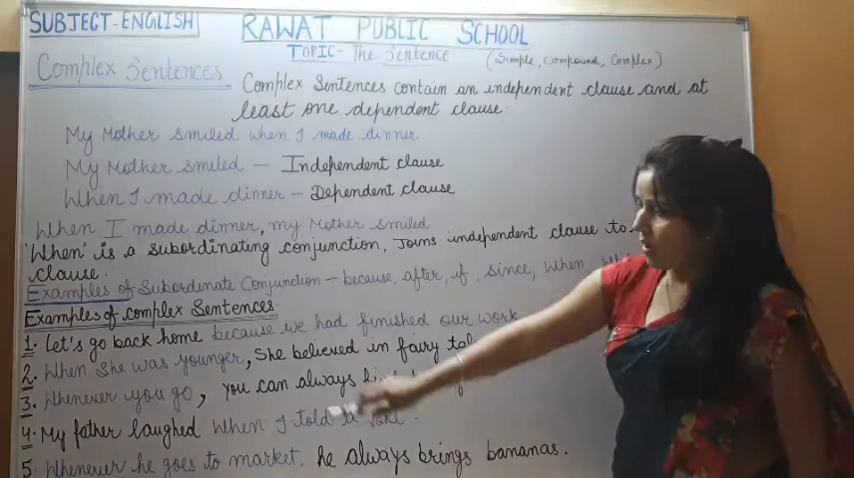 SUBJECT-ENGLISH RAWAT PUBLIC SCHOOL
TOPIC- The Sentence (Simple, Compound, Complex)
Complex Sentences
Complex Sentences contain an independent clause and at
least one dependent clause.
My Mother smiled when I made dinner
My Mother smiled - Independent clause
When I made dinner - Dependent clause
When I made dinner, my Mother smiled
'When' is a subordinating conjunction, Joins independent clause to
clause.
Examples of Subordinate Conjunction - because, after, if, since, when
Examples of complex Sentences.
1. Let's go back home because we had finished our work
2. When she was younger, She believed in fairy
3. Whenever you go, you can always
4. My father laughed When I told a joke.
5. Whenever he goes to market, he always brings bananas.